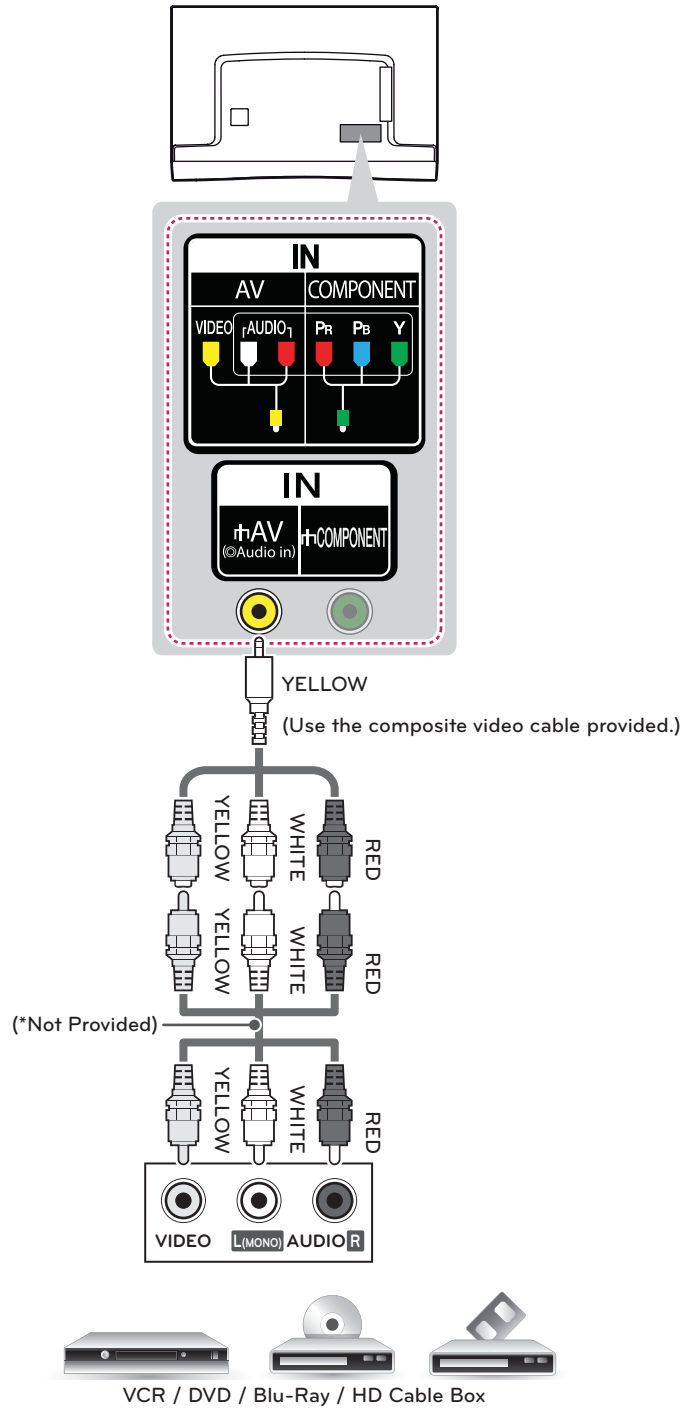 IN
AV COMPONENT
VIDEO AUDIO PR PB Y
IN
AV COMPONENT
(◎Audio in)
YELLOW
(Use the composite video cable provided.)
YELLOW WHITE RED
YELLOW WHITE RED
(*Not Provided)
YELLOW WHITE RED
VIDEO L(MONO) AUDIO R
VCR / DVD / Blu-Ray / HD Cable Box